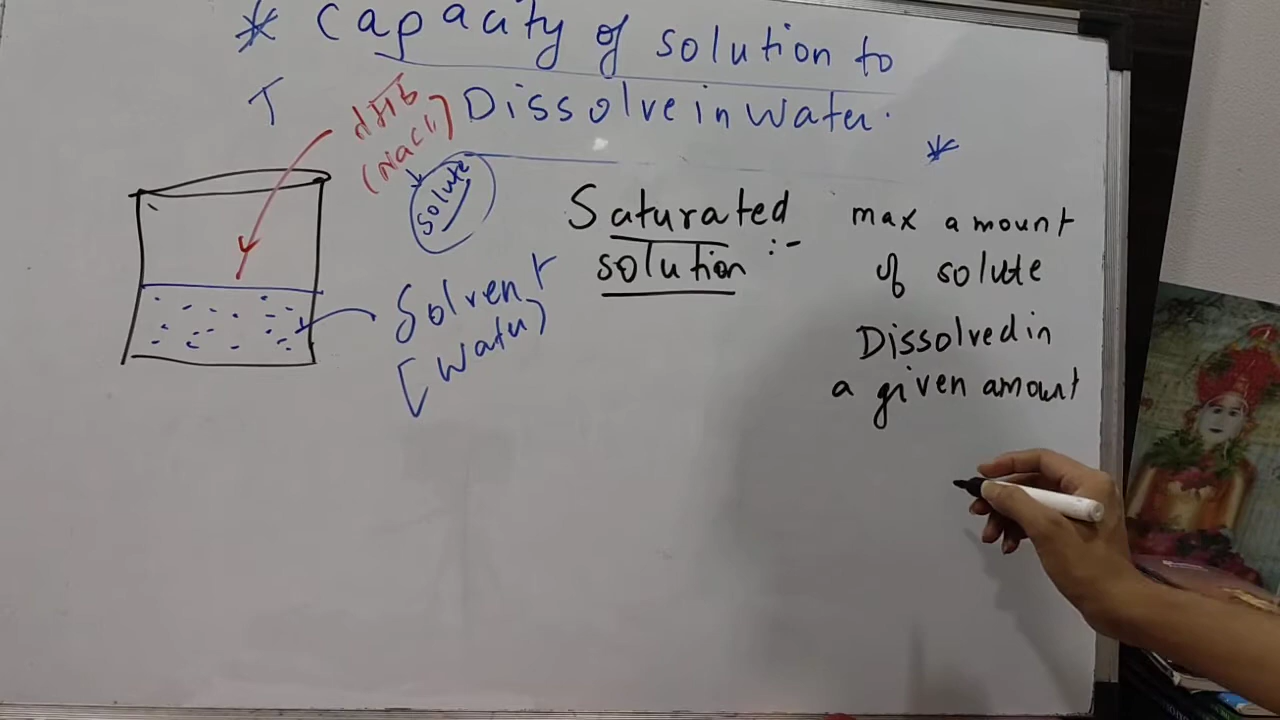 * Capacity of solution to
T Dissolve in water.
*
(NaCl)
solute
Solvent
[Water)
Saturated
solution :-
max amount
of solute
Dissolved in
a given amount